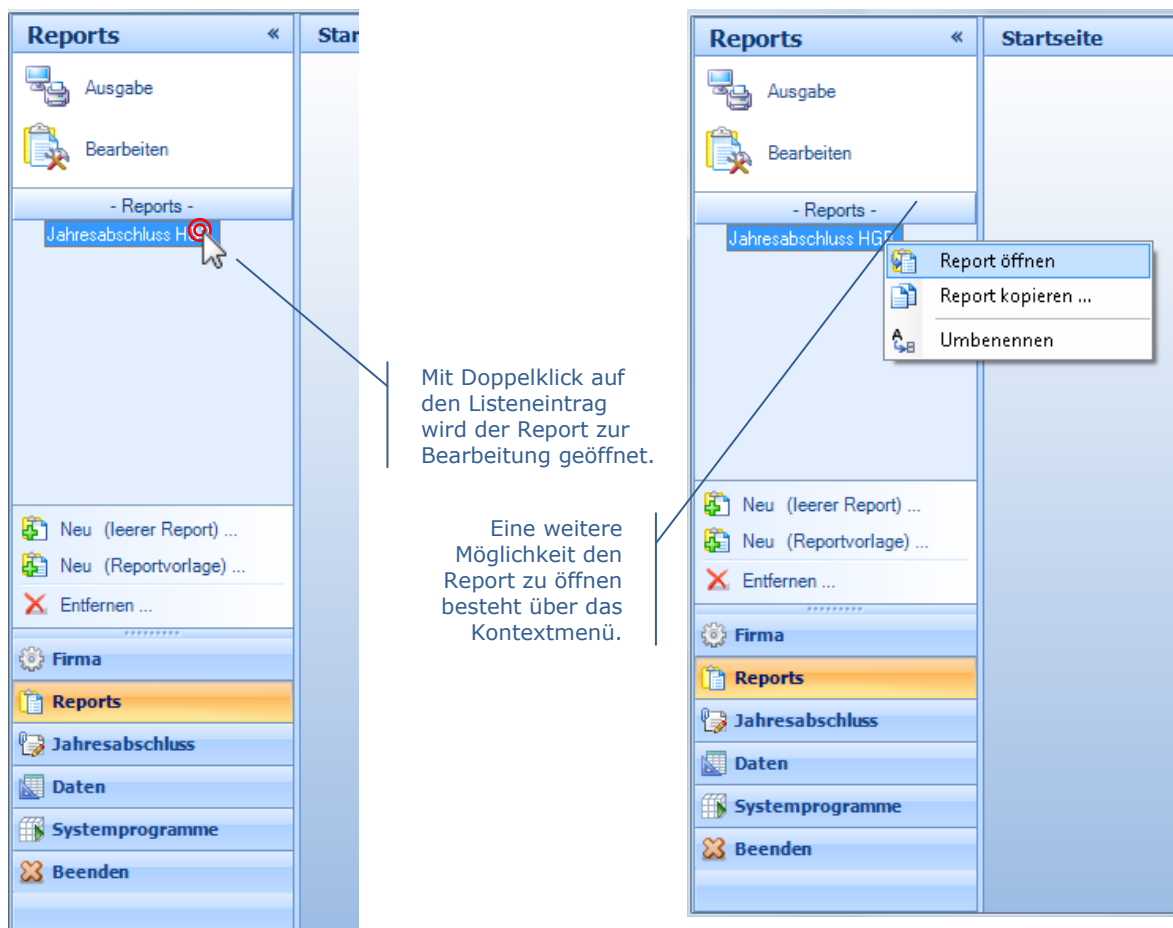 Reports «
Star
Ausgabe
Bearbeiten
- Reports -
Jahresabschluss
Mit Doppelklick auf
den Listeneintrag
wird der Report zur
Bearbeitung geöffnet.
Neu (leerer Report) ...
Neu (Reportvorlage) ...
Entfernen ...
Firma
Reports
Jahresabschluss
Daten
Systemprogramme
Beenden
Reports «
Startseite
Ausgabe
Bearbeiten
- Reports -
Jahresabschluss HGB
Report öffnen
Report kopieren ...
Umbenennen
Eine weitere
Möglichkeit den
Report zu öffnen
besteht über das
Kontextmenü.
Neu (leerer Report) ...
Neu (Reportvorlage) ...
Entfernen ...
Firma
Reports
Jahresabschluss
Daten
Systemprogramme
Beenden